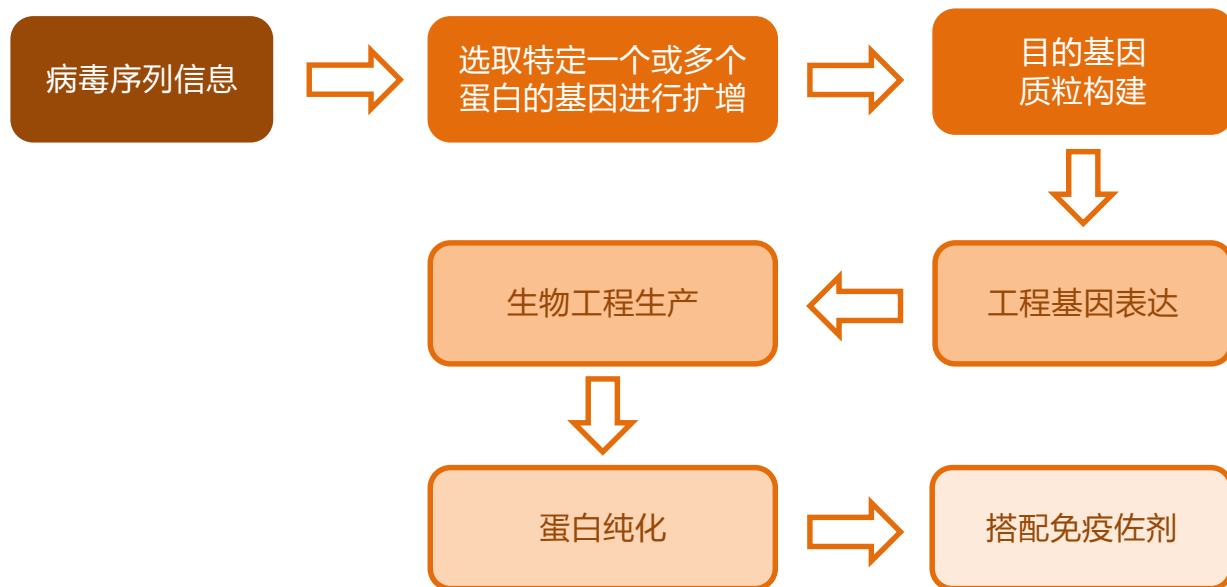 病毒序列信息
选取特定一个或多个
蛋白的基因进行扩增
目的基因
质粒构建
工程基因表达
生物工程生产
蛋白纯化
搭配免疫佐剂